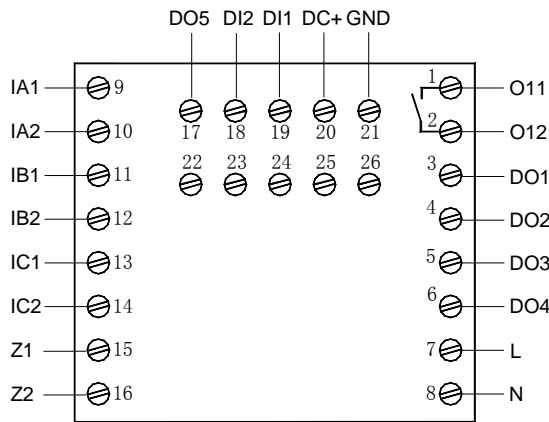 DO5 DI2 DI1 DC+ GND
IA1 9 1 O11
17 18 19 20 21
IA2 10 2 O12
22 23 24 25 26
IB1 11 3 DO1
IB2 12 4 DO2
IC1 13 5 DO3
IC2 14 6 DO4
Z1 15 7 L
Z2 16 8 N